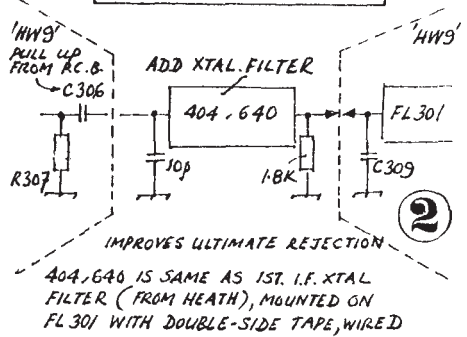 'HW9'
PULL UP
FROM P.C.B.
C306
ADD XTAL. FILTER
'HW9'
404,640
FL301
R307
10p
1.8K
C309
2
IMPROVES ULTIMATE REJECTION
404,640 IS SAME AS 1ST. I.F. XTAL
FILTER (FROM HEATH), MOUNTED ON
FL301 WITH DOUBLE-SIDE TAPE, WIRED